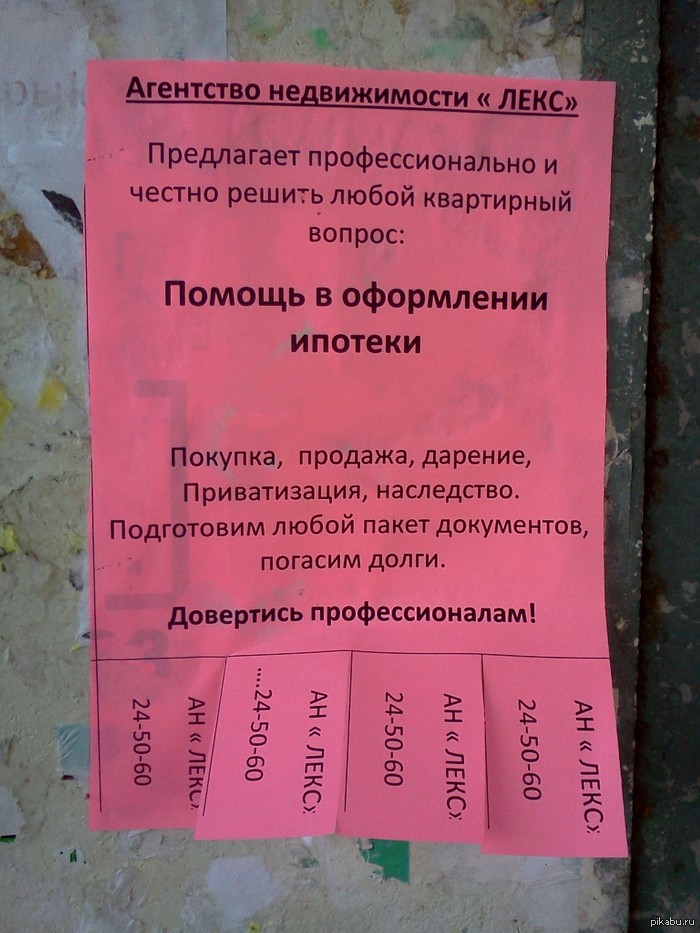 Агентство недвижимости « ЛЕКС»
Предлагает профессионально и
честно решить любой квартирный
вопрос:
Помощь в оформлении
ипотеки
Покупка, продажа, дарение,
Приватизация, наследство.
Подготовим любой пакет документов,
погасим долги.
Довертись профессионалам!
АН « ЛЕКС»
24-50-60
АН « ЛЕКС»
.....24-50-60
АН « ЛЕКС»
24-50-60
АН « ЛЕКС»
24-50-60
pikabu.ru